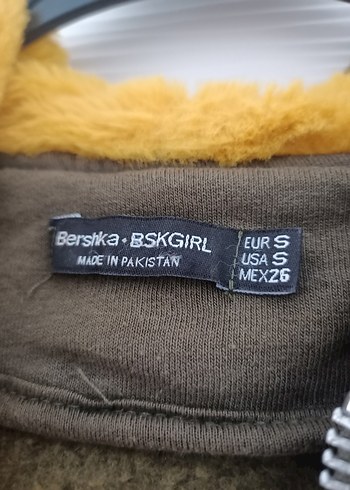 Bershka · BSKGIRL
MADE IN PAKISTAN
EUR S
USA S
MEX 26